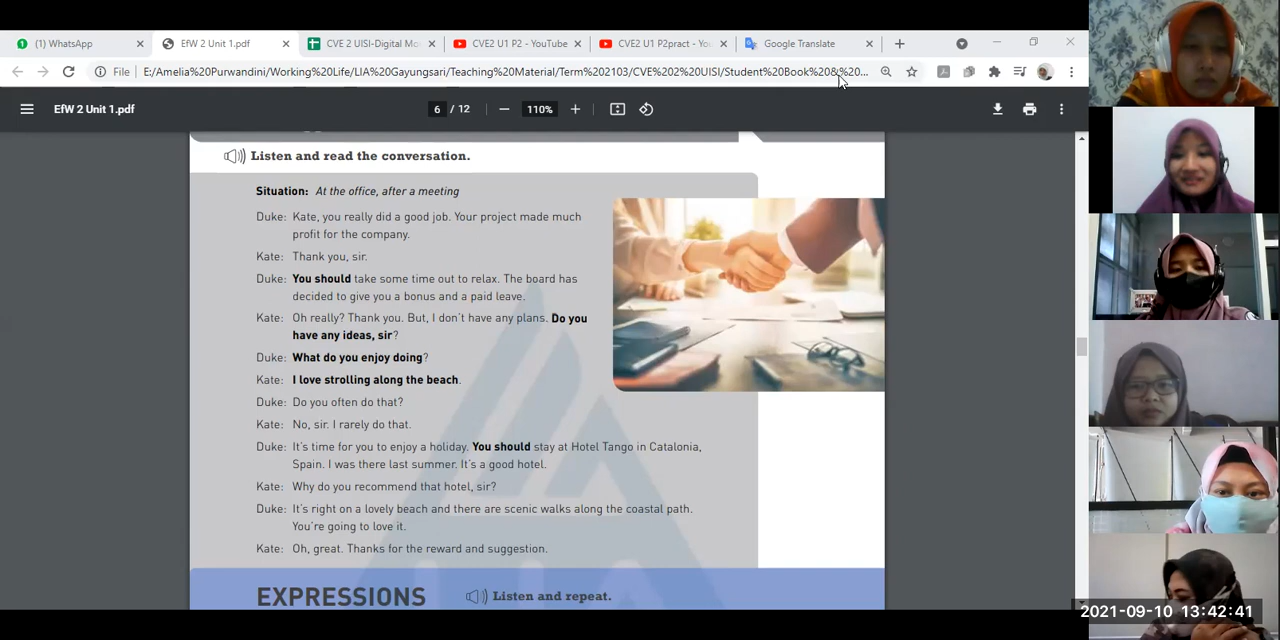 (1) WhatsApp
EfW 2 Unit 1.pdf
CVE 2 UISI-Digital Mo
CVE2 U1 P2 - YouTube
CVE2 U1 P2pract - Yo
Google Translate
File E:/Amelia%20Purwandini/Working%20Life/LIA%20Gayungsari/Teaching%20Material/Term%202103/CVE%202%20UISI/Student%20Book%20&%20...
EfW 2 Unit 1.pdf
6 / 12
110%
Listen and read the conversation.
Situation: At the office, after a meeting
Duke: Kate, you really did a good job. Your project made much
profit for the company.
Kate: Thank you, sir.
Duke: You should take some time out to relax. The board has
decided to give you a bonus and a paid leave.
Kate: Oh really? Thank you. But, I don't have any plans. Do you
have any ideas, sir?
Duke: What do you enjoy doing?
Kate: I love strolling along the beach.
Duke: Do you often do that?
Kate: No, sir. I rarely do that.
Duke: It's time for you to enjoy a holiday. You should stay at Hotel Tango in Catalonia,
Spain. I was there last summer. It's a good hotel.
Kate: Why do you recommend that hotel, sir?
Duke: It's right on a lovely beach and there are scenic walks along the coastal path.
You're going to love it.
Kate: Oh, great. Thanks for the reward and suggestion.
EXPRESSIONS Listen and repeat.
2021-09-10 13:42:41